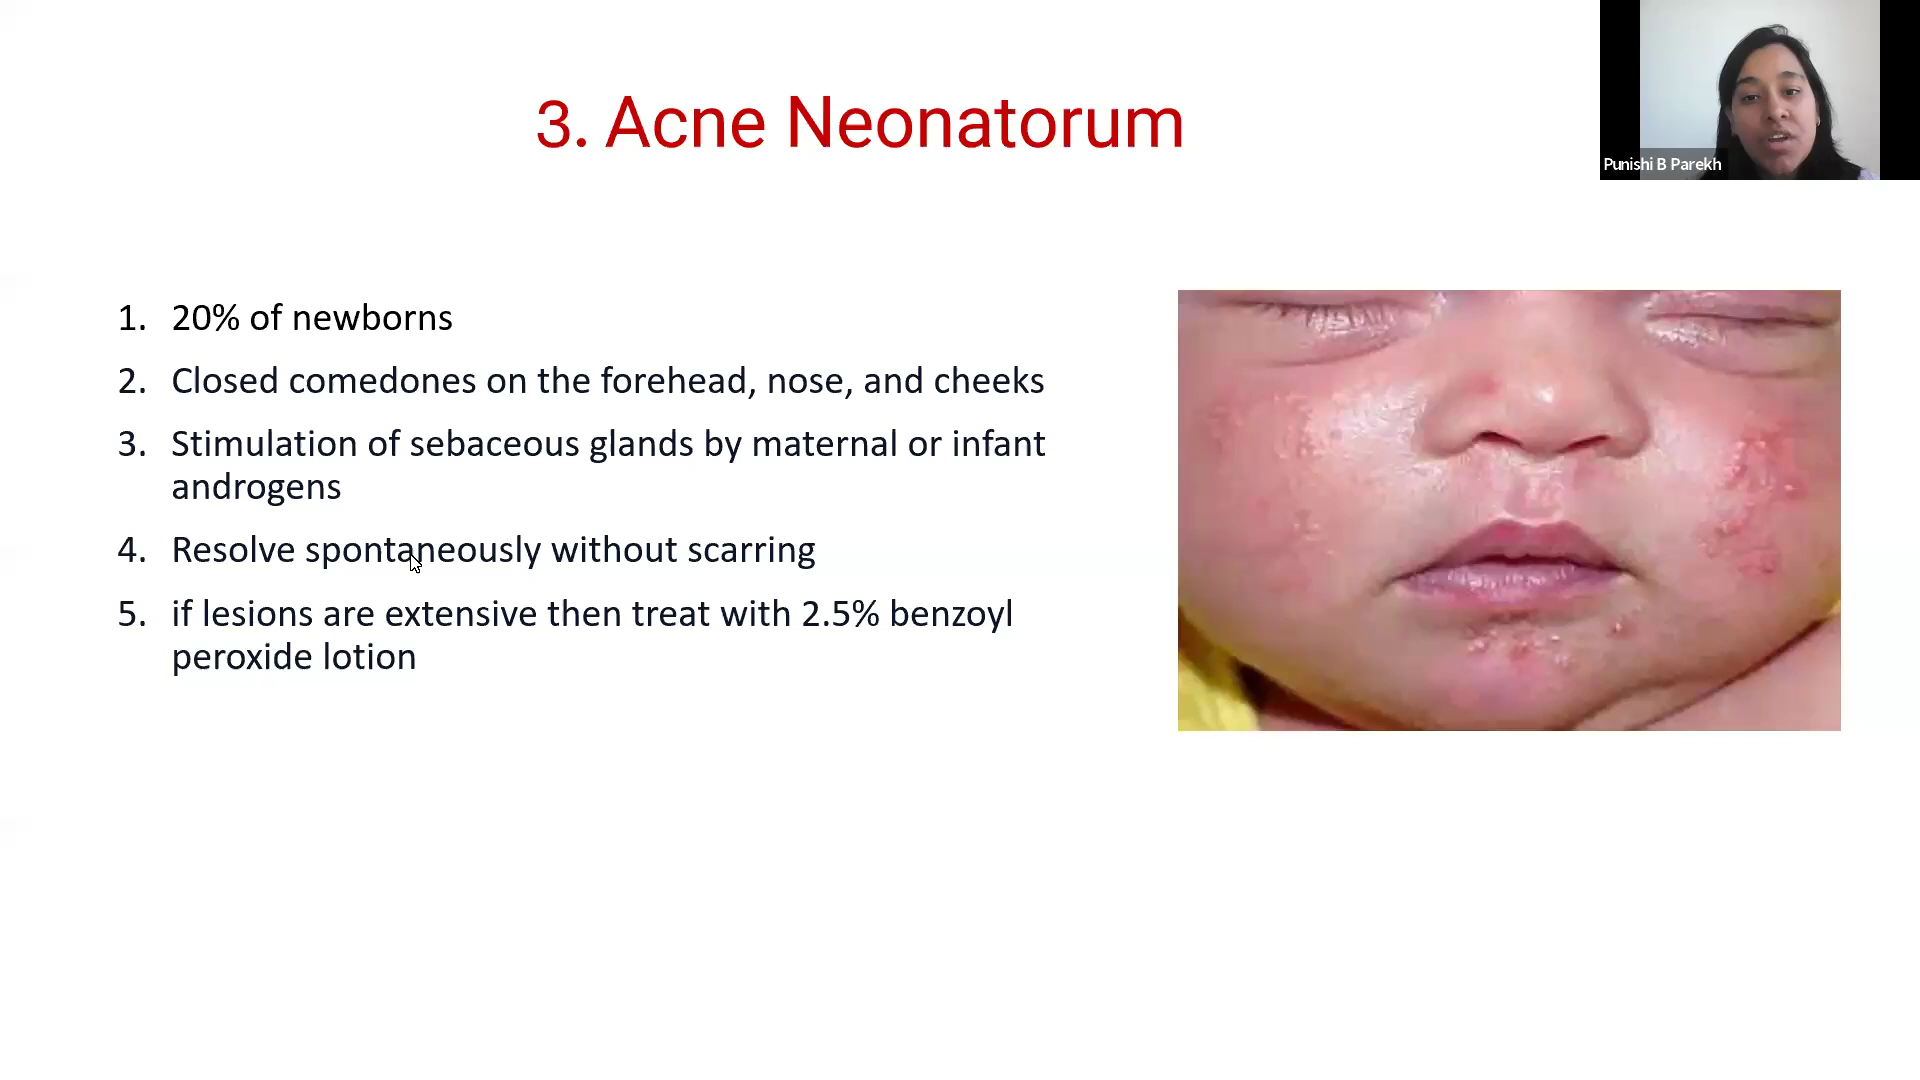 3. Acne Neonatorum
Punishi B Parekh
1. 20% of newborns
2. Closed comedones on the forehead, nose, and cheeks
3. Stimulation of sebaceous glands by maternal or infant
androgens
4. Resolve spontaneously without scarring
5. if lesions are extensive then treat with 2.5% benzoyl
peroxide lotion